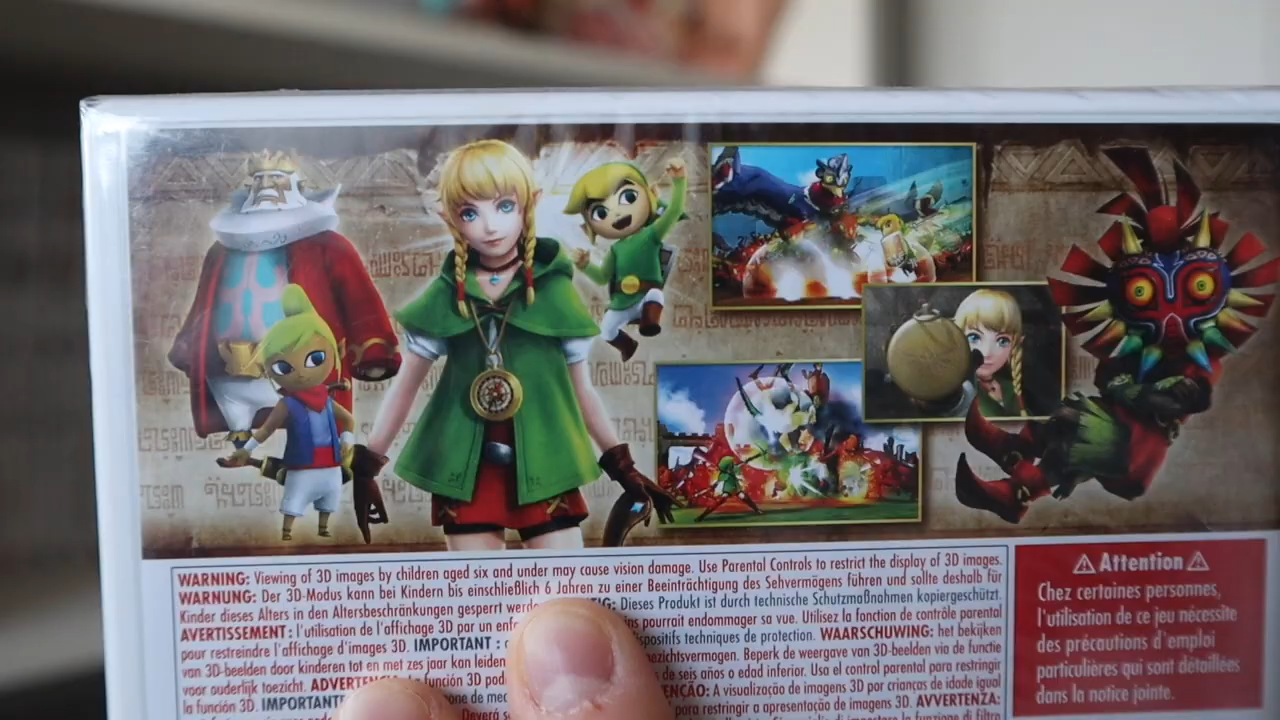 WARNING: Viewing of 3D images by children aged six and under may cause vision damage. Use Parental Controls to restrict the display of 3D images.
WARNUNG: Der 3D-Modus kann bei Kindern bis einschließlich 6 Jahren zu einer Beeinträchtigung des Sehvermögens führen und sollte deshalb für
Kinder dieses Alters in den Altersbeschränkungen gesperrt Dieses Produkt ist durch technische Schutzmaßnahmen kopiergeschützt.
AVERTISSEMENT : l'utilisation de l'affichage 3D par un pourrait endommager sa vue. Utilisez la fonction de contrôle parental
pour restreindre l'affichage d'images 3D. IMPORTANT : techniques de protection. WAARSCHUWING: het bekijken
van 3D-beelden door kinderen tot en met zes jaar kan leiden Beperk de weergave van 3D-beelden via de functie
voor ouderlijk toezicht. de seis años o edad inferior. Usa el control parental para restringir
la función 3D. A visualização de imagens 3D por crianças de idade igual
Deverá para restringir a apresentação de imagens 3D. AVVERTENZA:
⚠ Attention ⚠
Chez certaines personnes,
l'utilisation de ce jeu nécessite
des précautions d'emploi
particulières qui sont détaillées
dans la notice jointe.